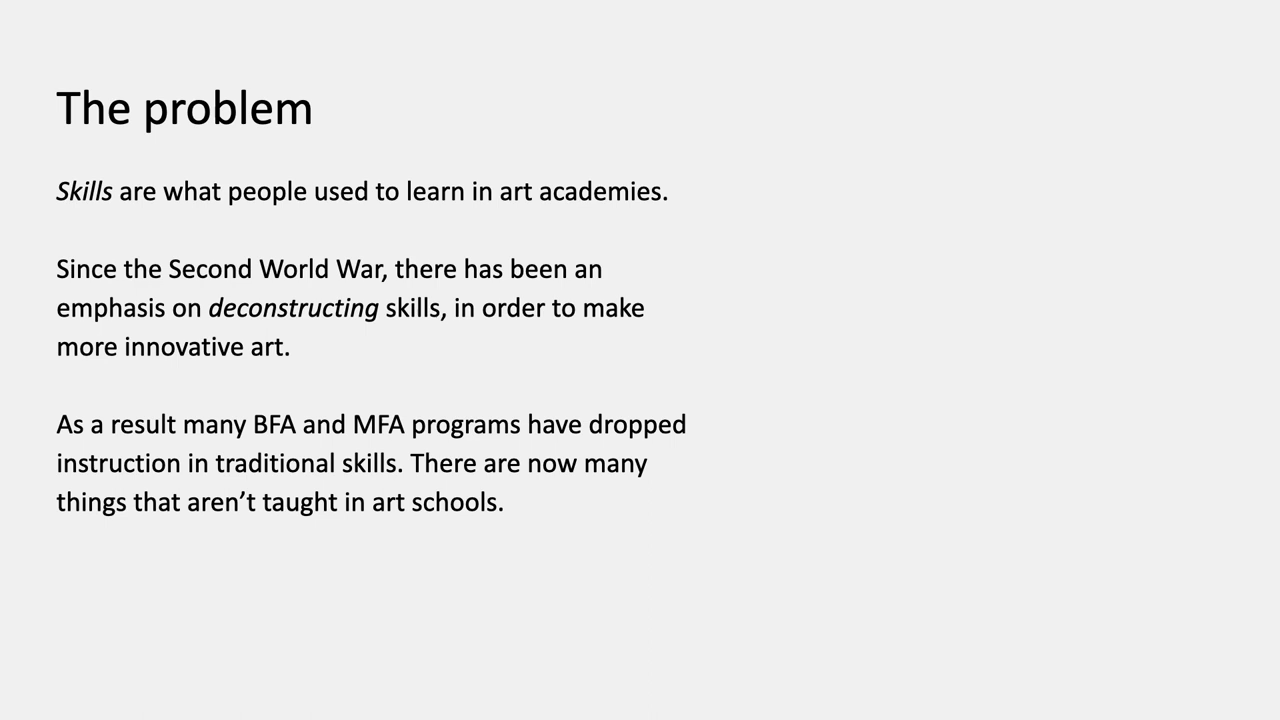 The problem
Skills are what people used to learn in art academies.
Since the Second World War, there has been an
emphasis on deconstructing skills, in order to make
more innovative art.
As a result many BFA and MFA programs have dropped
instruction in traditional skills. There are now many
things that aren’t taught in art schools.